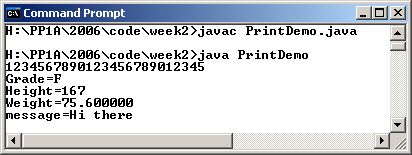 Command Prompt
H:\PP1A\2006\code\week2>javac PrintDemo.java
H:\PP1A\2006\code\week2>java PrintDemo
1234567890123456789012345
Grade=F
Height=167
Weight=75.600000
message=Hi there